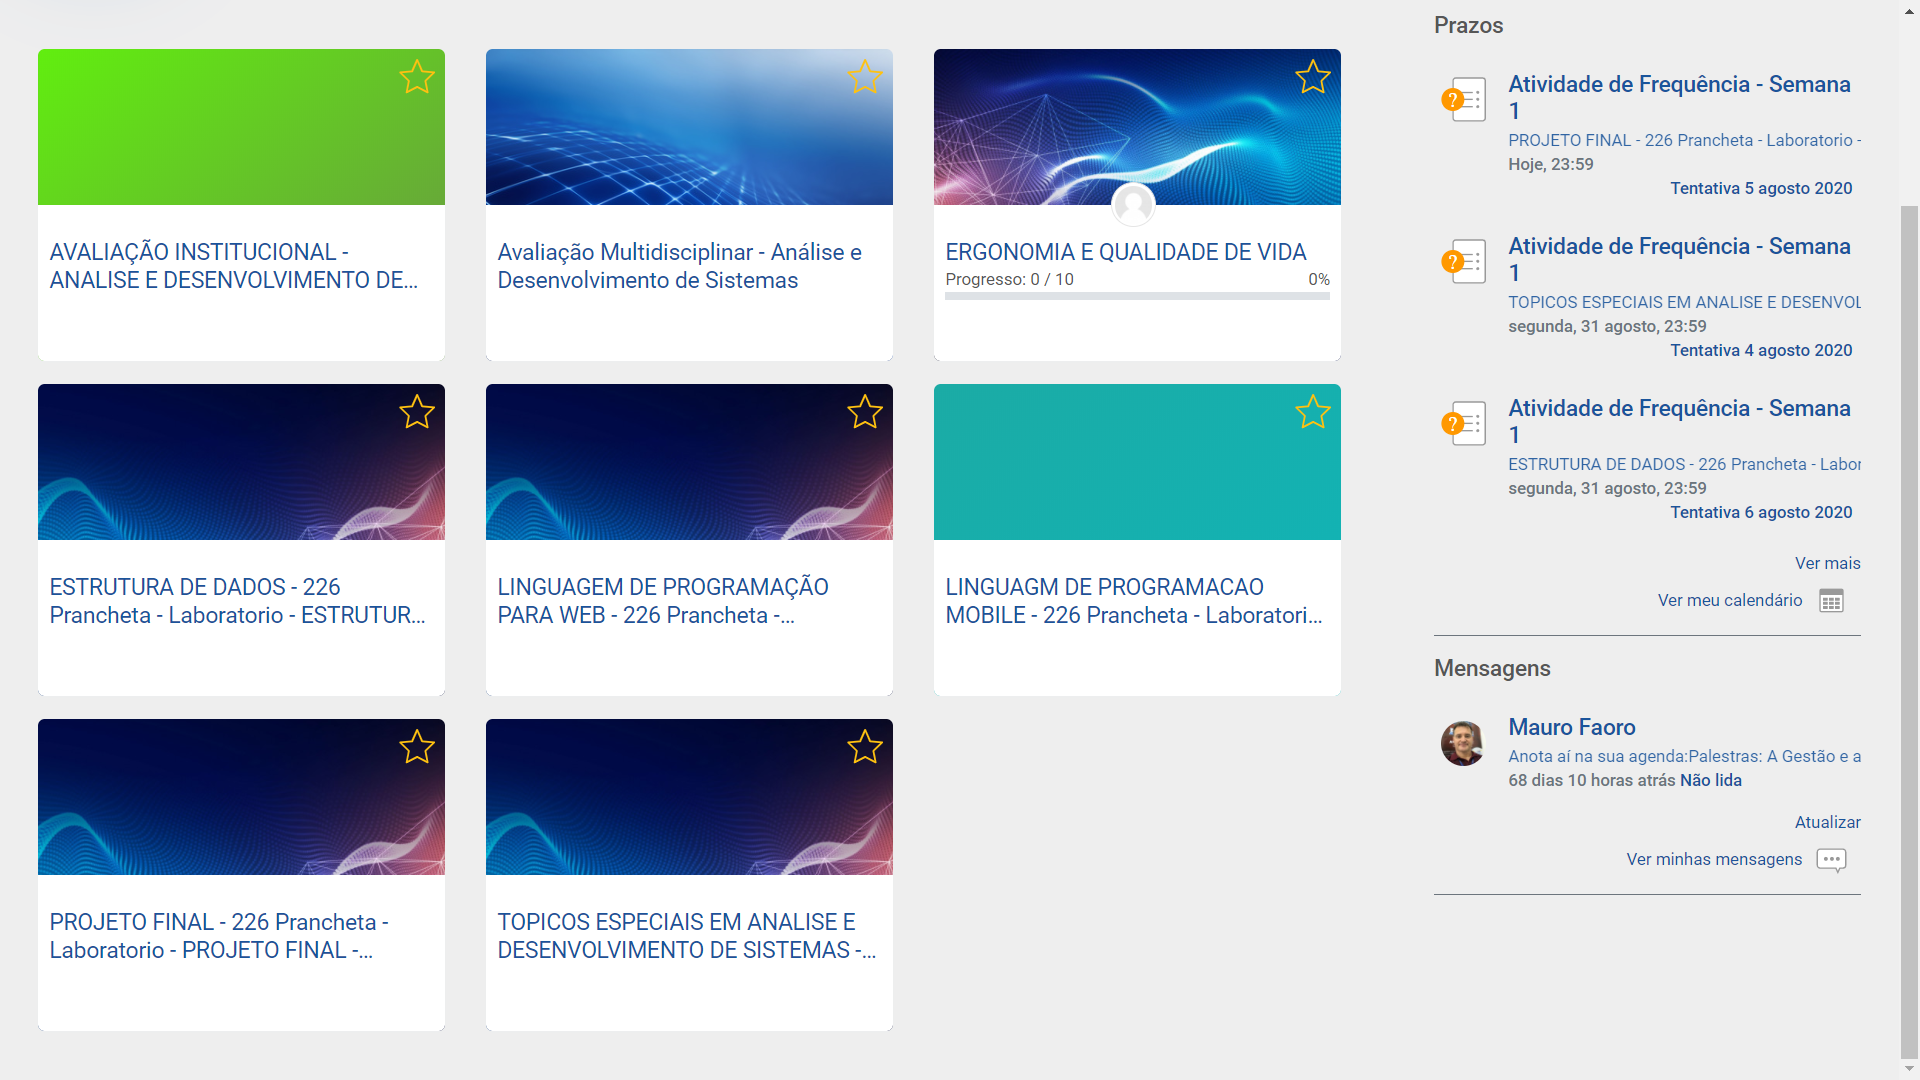 AVALIAÇÃO INSTITUCIONAL -
ANALISE E DESENVOLVIMENTO DE...
Avaliação Multidisciplinar - Análise e
Desenvolvimento de Sistemas
ERGONOMIA E QUALIDADE DE VIDA
Progresso: 0 / 10 0%
ESTRUTURA DE DADOS - 226
Prancheta - Laboratorio - ESTRUTUR...
LINGUAGEM DE PROGRAMAÇÃO
PARA WEB - 226 Prancheta -...
LINGUAGM DE PROGRAMACAO
MOBILE - 226 Prancheta - Laboratori...
PROJETO FINAL - 226 Prancheta -
Laboratorio - PROJETO FINAL -...
TOPICOS ESPECIAIS EM ANALISE E
DESENVOLVIMENTO DE SISTEMAS -...
Prazos
?
Atividade de Frequência - Semana
1
PROJETO FINAL - 226 Prancheta - Laboratorio -
Hoje, 23:59
Tentativa 5 agosto 2020
?
Atividade de Frequência - Semana
1
TOPICOS ESPECIAIS EM ANALISE E DESENVOL
segunda, 31 agosto, 23:59
Tentativa 4 agosto 2020
?
Atividade de Frequência - Semana
1
ESTRUTURA DE DADOS - 226 Prancheta - Labor
segunda, 31 agosto, 23:59
Tentativa 6 agosto 2020
Ver mais
Ver meu calendário
Mensagens
Mauro Faoro
Anota aí na sua agenda:Palestras: A Gestão e a
68 dias 10 horas atrás Não lida
Atualizar
Ver minhas mensagens